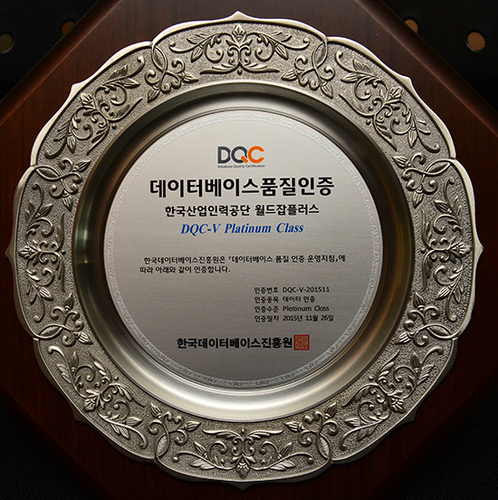 DQC
Database Quality Certification
데이터베이스품질인증
한국산업인력공단 월드잡플러스
DQC-V Platinum Class
한국데이터베이스진흥원은 「데이터베이스 품질 인증 운영지침」에
따라 아래와 같이 인증합니다.
인증번호 DQC-V-201511
인증종목 데이터 인증
인증수준 Platinum Class
인증일자 2015년 11월 26일
한국데이터베이스진흥원